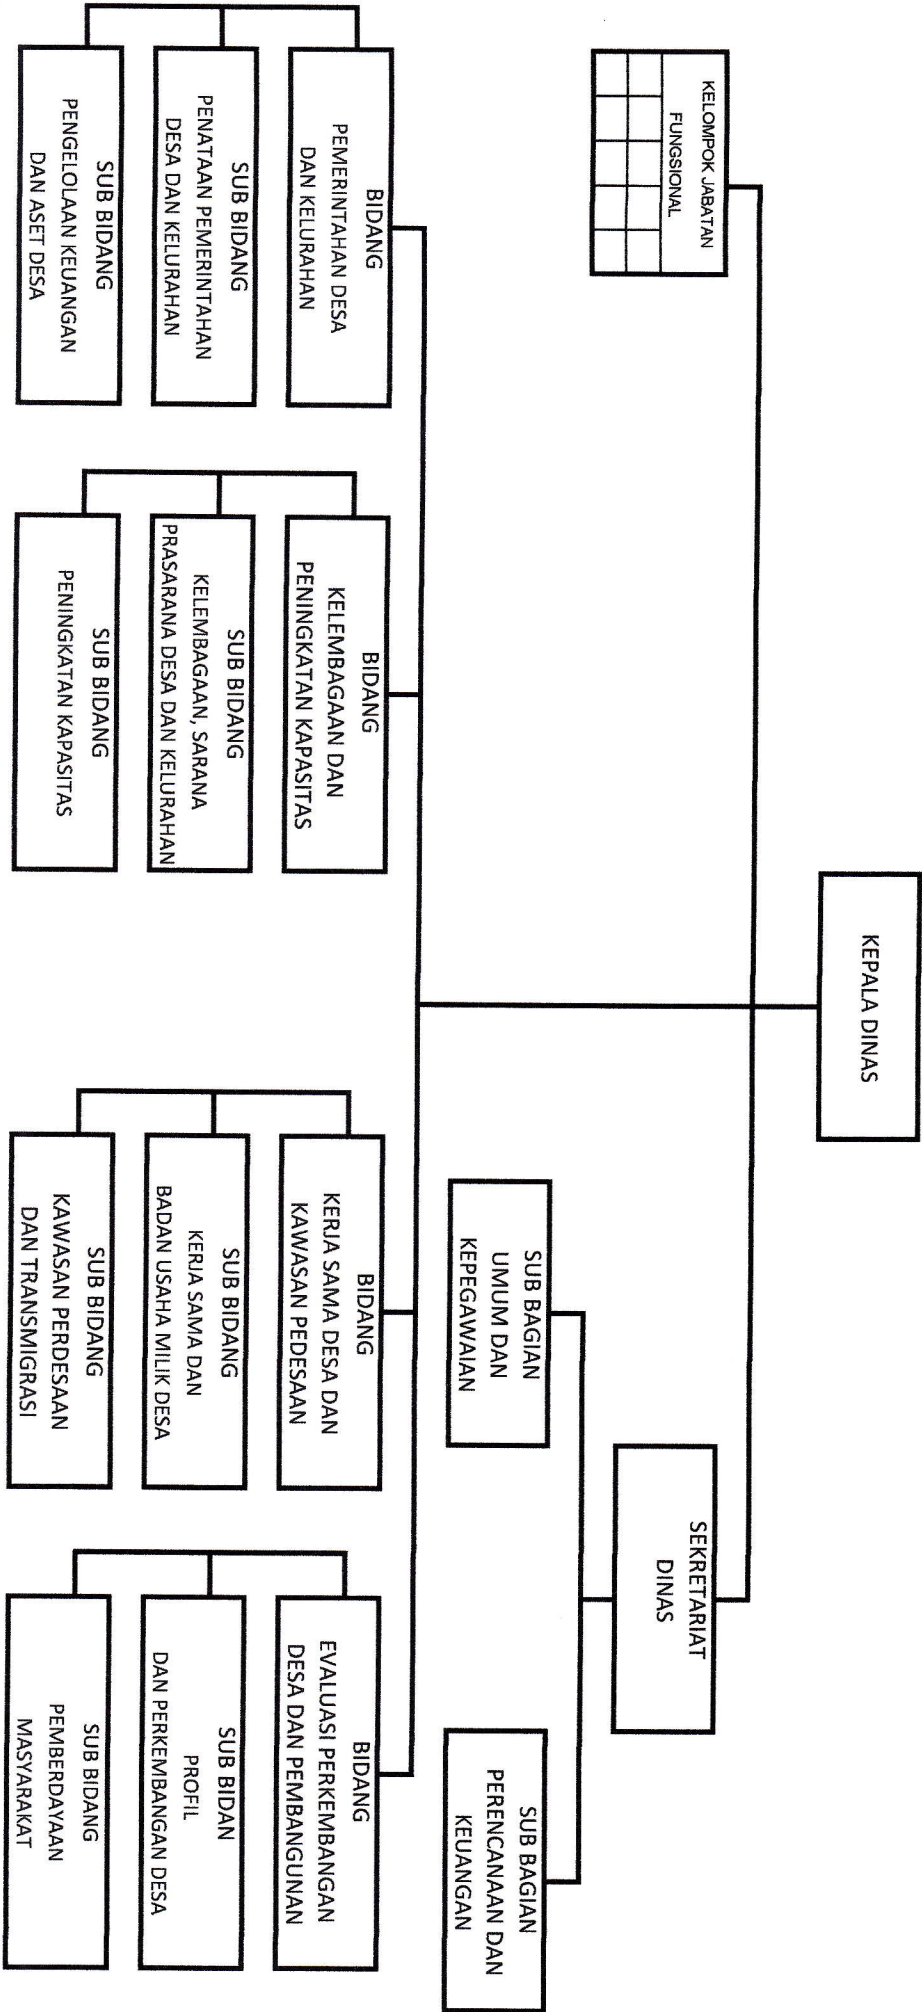 KEPALA DINAS
KELOMPOK JABATAN
FUNGSIONAL
SEKRETARIAT
DINAS
SUB BAGIAN
UMUM DAN
KEPEGAWAIAN
SUB BAGIAN
PERENCANAAN DAN
KEUANGAN
BIDANG
PEMERINTAHAN DESA
DAN KELURAHAN
SUB BIDANG
PENATAAN PEMERINTAHAN
DESA DAN KELURAHAN
SUB BIDANG
PENGELOLAAN KEUANGAN
DAN ASET DESA
BIDANG
KELEMBAGAAN DAN
PENINGKATAN KAPASITAS
SUB BIDANG
KELEMBAGAAN, SARANA
PRASARANA DESA DAN KELURAHAN
SUB BIDANG
PENINGKATAN KAPASITAS
BIDANG
KERJA SAMA DESA DAN
KAWASAN PEDESAAN
SUB BIDANG
KERJA SAMA DAN
BADAN USAHA MILIK DESA
SUB BIDANG
KAWASAN PERDESAAN
DAN TRANSMIGRASI
BIDANG
EVALUASI PERKEMBANGAN
DESA DAN PEMBANGUNAN
SUB BIDAN
PROFIL
DAN PERKEMBANGAN DESA
SUB BIDANG
PEMBERDAYAAN
MASYARAKAT